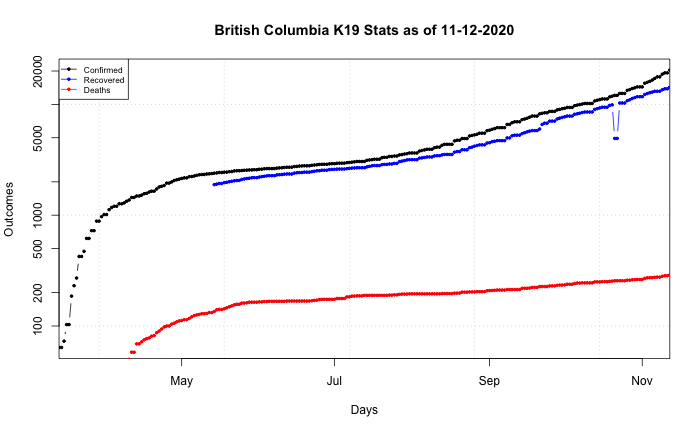 British Columbia K19 Stats as of 11-12-2020
Confirmed
Recovered
Deaths
20000
5000
1000
500
200
100
Outcomes
May
Jul
Sep
Nov
Days